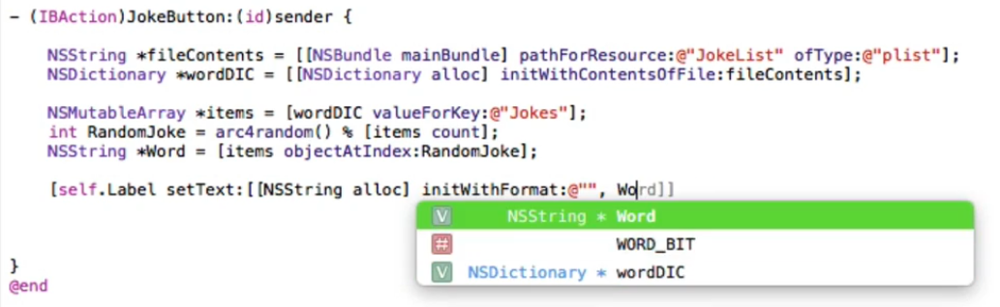 - (IBAction)JokeButton:(id)sender {
NSString *fileContents = [[NSBundle mainBundle] pathForResource:@"JokeList" ofType:@"plist"];
NSDictionary *wordDIC = [[NSDictionary alloc] initWithContentsOfFile:fileContents];
NSMutableArray *items = [wordDIC valueForKey:@"Jokes"];
int RandomJoke = arc4random() % [items count];
NSString *Word = [items objectAtIndex:RandomJoke];
[self.Label setText:[[NSString alloc] initWithFormat:@"", Word]]
V NSString * Word
# WORD_BIT
V NSDictionary * wordDIC
}
@end